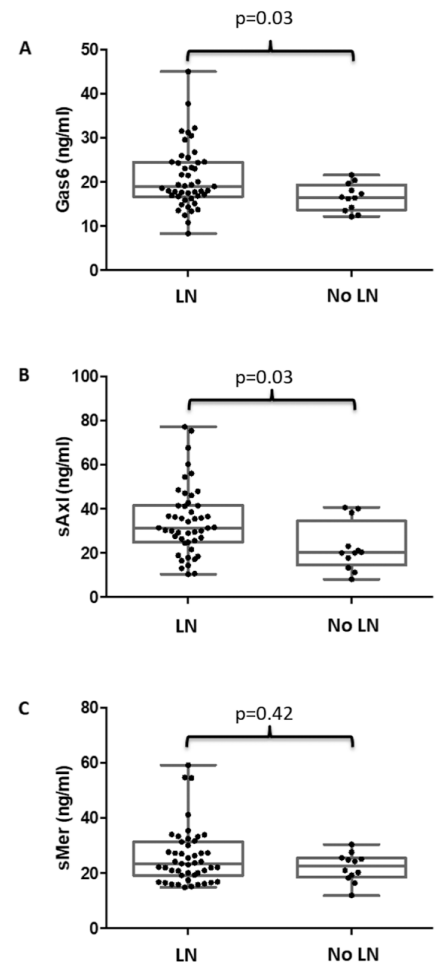 p=0.03
A
50
40
30
20
10
0
Gas6 (ng/ml)
LN No LN
p=0.03
B
100
80
60
40
20
0
sAxl (ng/ml)
LN No LN
p=0.42
C
80
60
40
20
0
sMer (ng/ml)
LN No LN